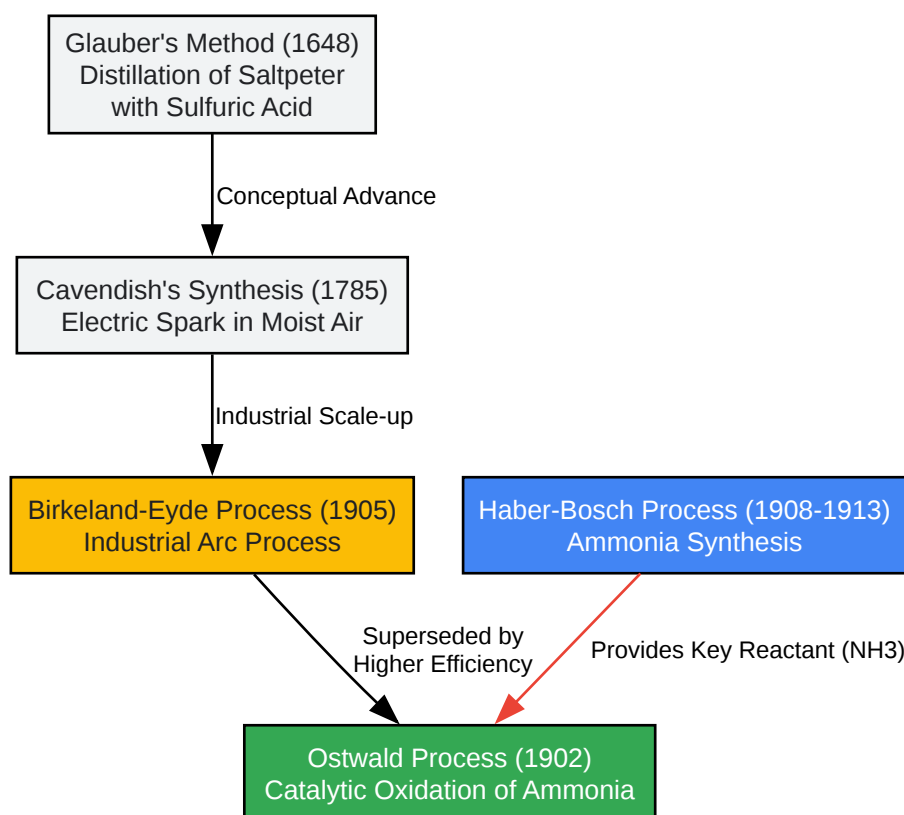 Glauber's Method (1648)
Distillation of Saltpeter
with Sulfuric Acid
Conceptual Advance
Cavendish's Synthesis (1785)
Electric Spark in Moist Air
Industrial Scale-up
Birkeland-Eyde Process (1905)
Industrial Arc Process
Haber-Bosch Process (1908-1913)
Ammonia Synthesis
Superseded by
Higher Efficiency
Provides Key Reactant (NH3)
Ostwald Process (1902)
Catalytic Oxidation of Ammonia